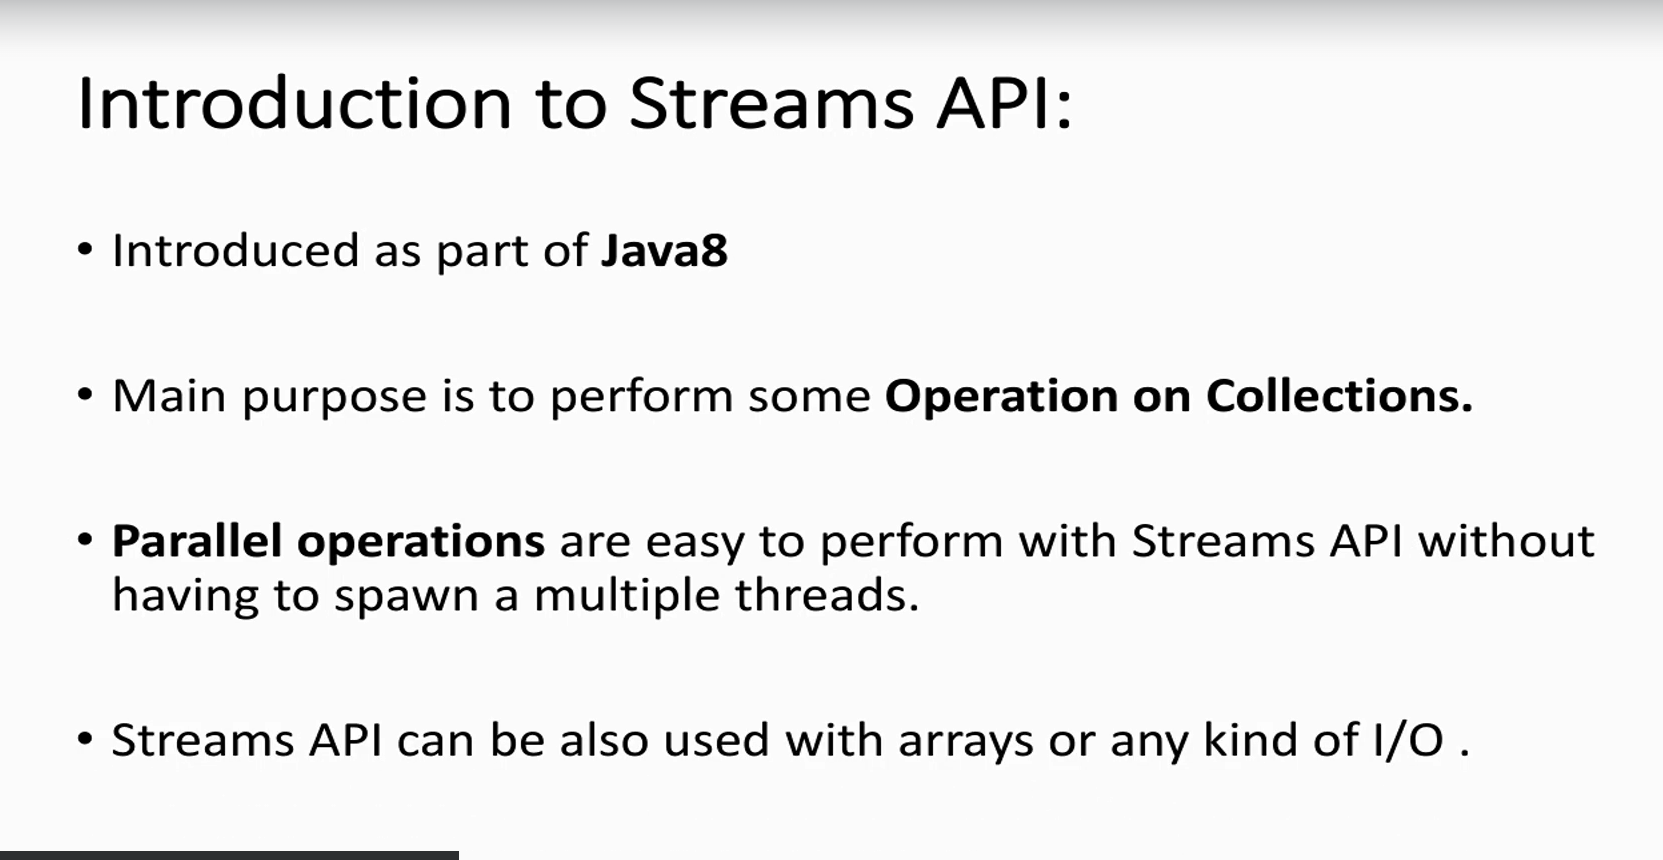 Introduction to Streams API:
• Introduced as part of Java8
• Main purpose is to perform some Operation on Collections.
• Parallel operations are easy to perform with Streams API without
having to spawn a multiple threads.
• Streams API can be also used with arrays or any kind of I/O .